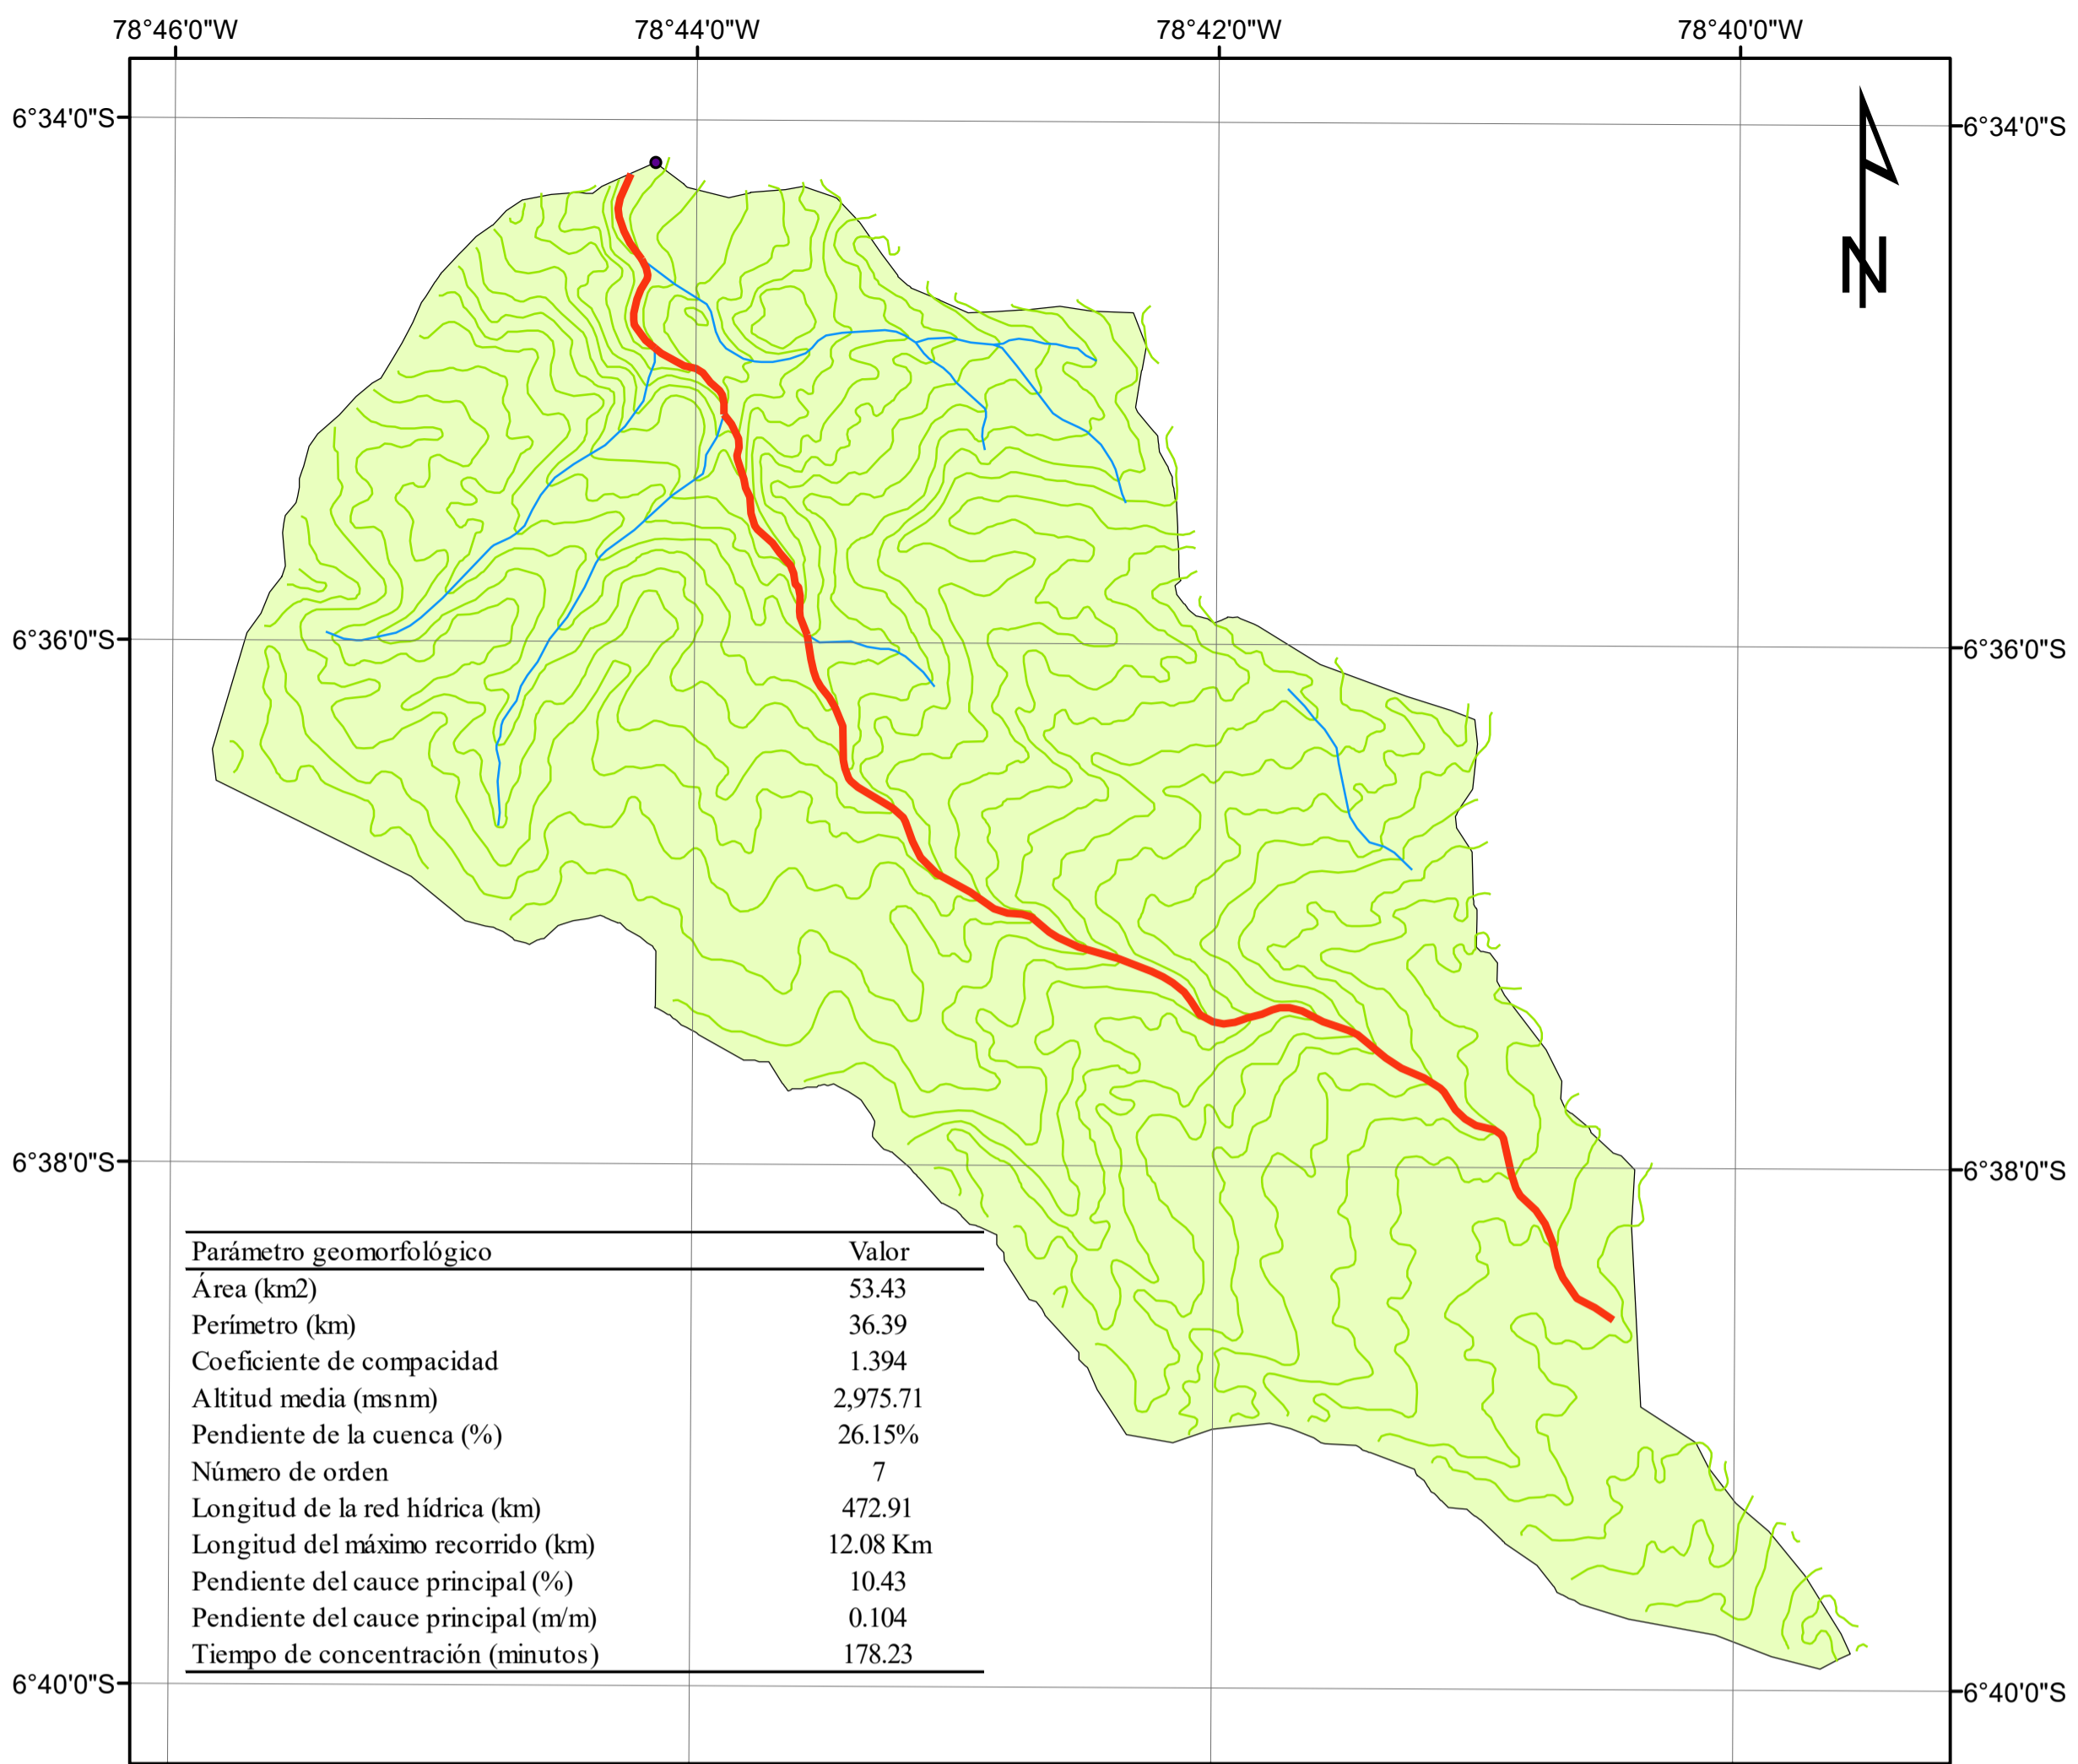 78°46'0"W 78°44'0"W 78°42'0"W 78°40'0"W
6°34'0"S 6°34'0"S
N
6°36'0"S 6°36'0"S
6°38'0"S 6°38'0"S
Parámetro geomorfológico Valor
Área (km2) 53.43
Perímetro (km) 36.39
Coeficiente de compacidad 1.394
Altitud media (msnm) 2,975.71
Pendiente de la cuenca (%) 26.15%
Número de orden 7
Longitud de la red hídrica (km) 472.91
Longitud del máximo recorrido (km) 12.08 Km
Pendiente del cauce principal (%) 10.43
Pendiente del cauce principal (m/m) 0.104
Tiempo de concentración (minutos) 178.23
6°40'0"S 6°40'0"S